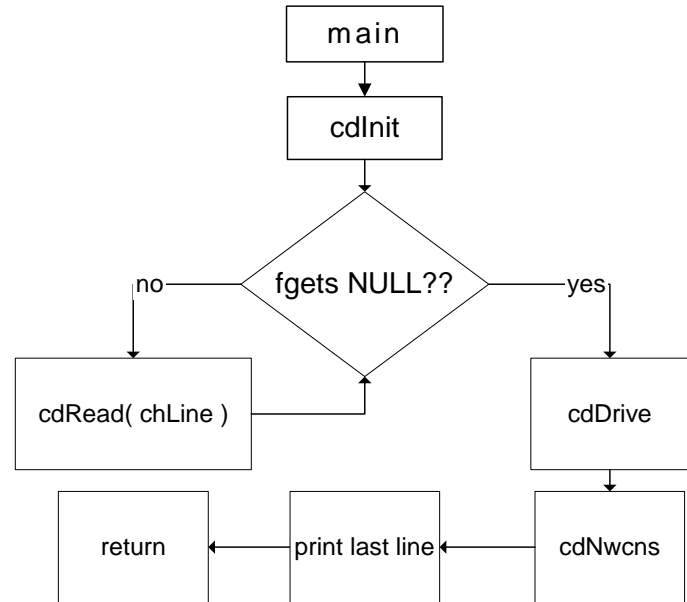 main
cdInit
fgets NULL??
no
yes
cdRead( chLine )
cdDrive
return
print last line
cdNwcns